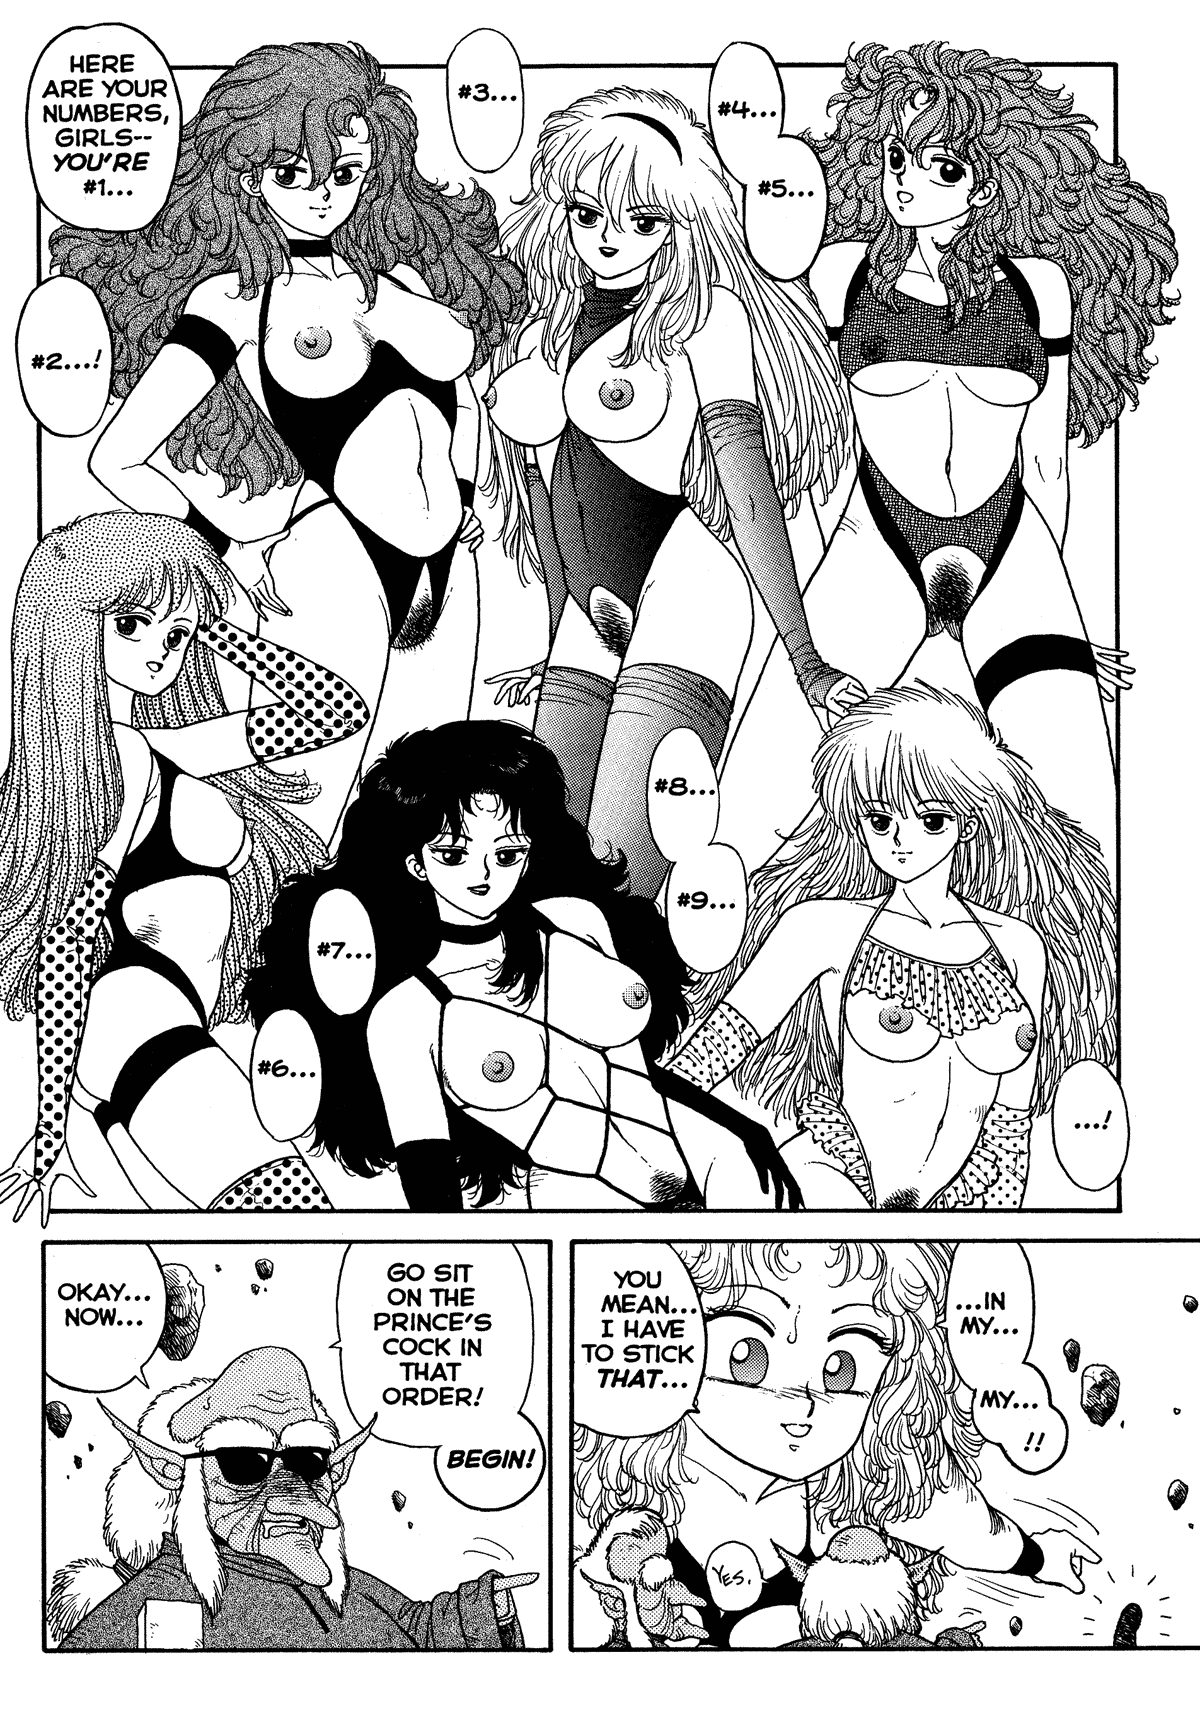 HERE
ARE YOUR
NUMBERS,
GIRLS--
YOU'RE
#1...
#2...!
#3...
#4...
#5...
#6...
#7...
#8...
#9...
...!
OKAY...
NOW...
GO SIT
ON THE
PRINCE'S
COCK IN
THAT
ORDER!
BEGIN!
YOU
MEAN...
I HAVE
TO STICK
THAT...
...IN
MY...
MY...
!!
YES.